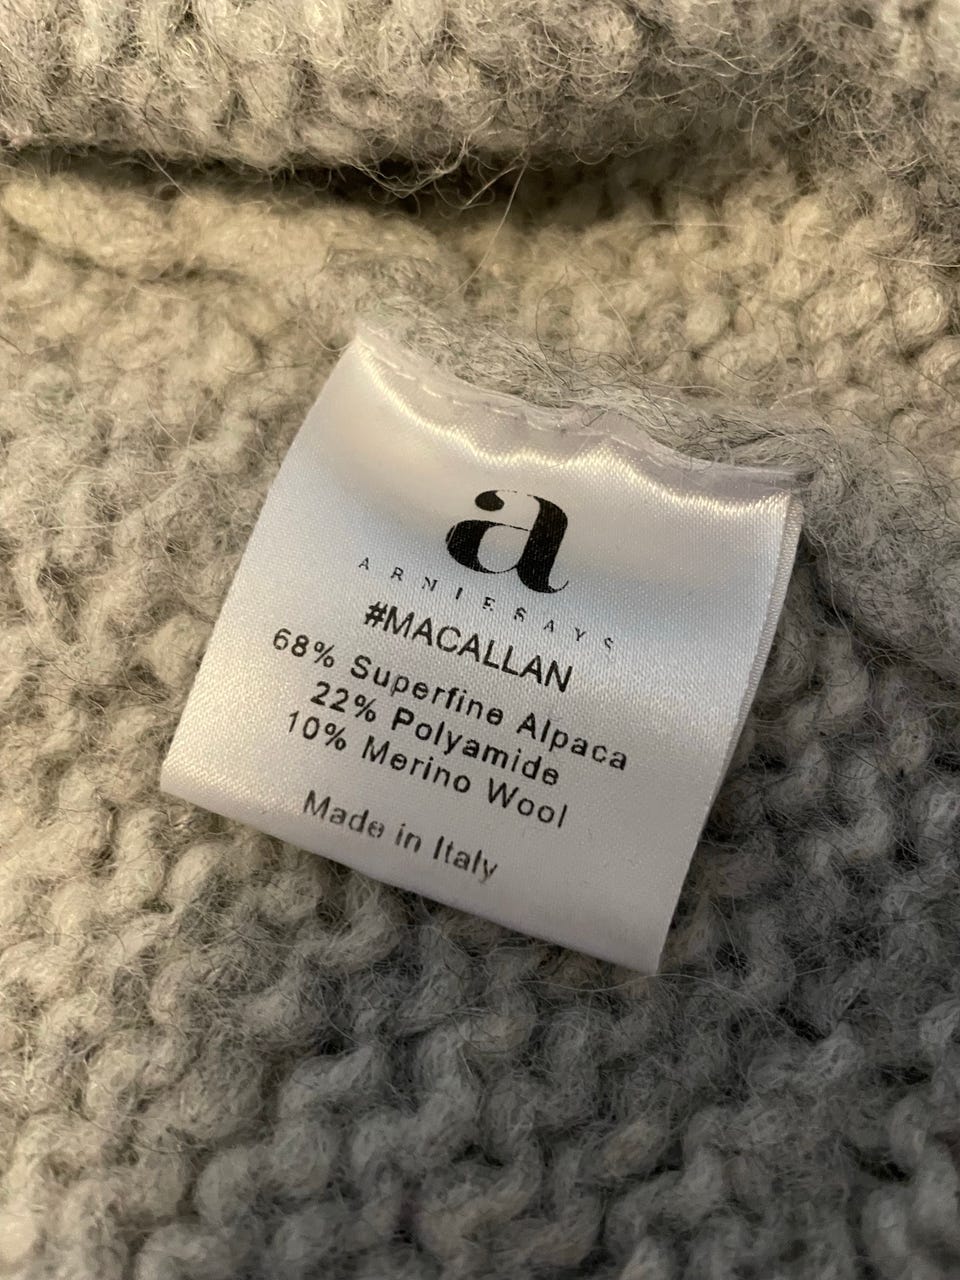 a
ARNIESAYS
#MACALLAN
68% Superfine Alpaca
22% Polyamide
10% Merino Wool
Made in Italy